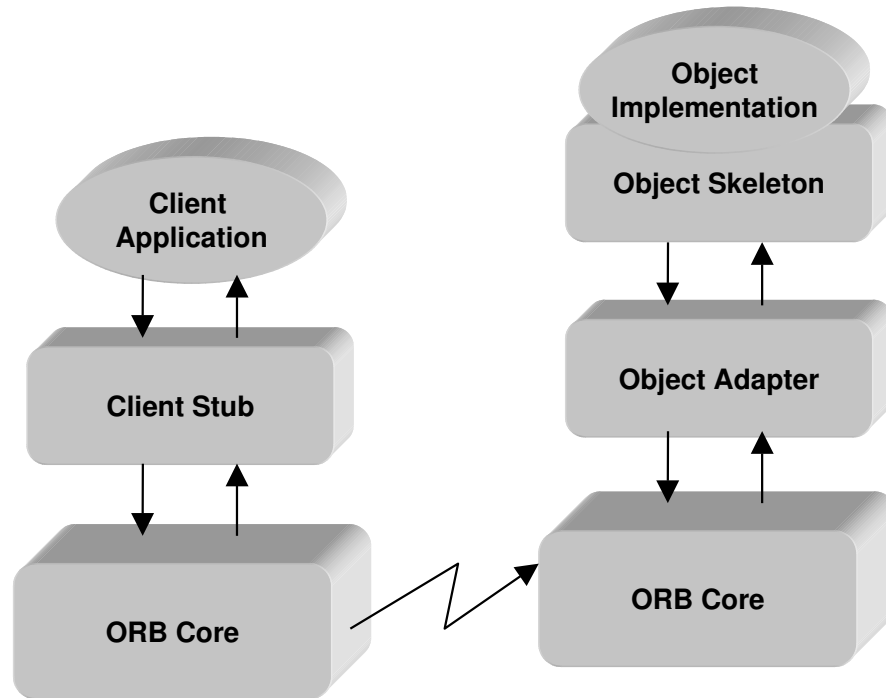 Client
Application
Client Stub
ORB Core
Object
Implementation
Object Skeleton
Object Adapter
ORB Core